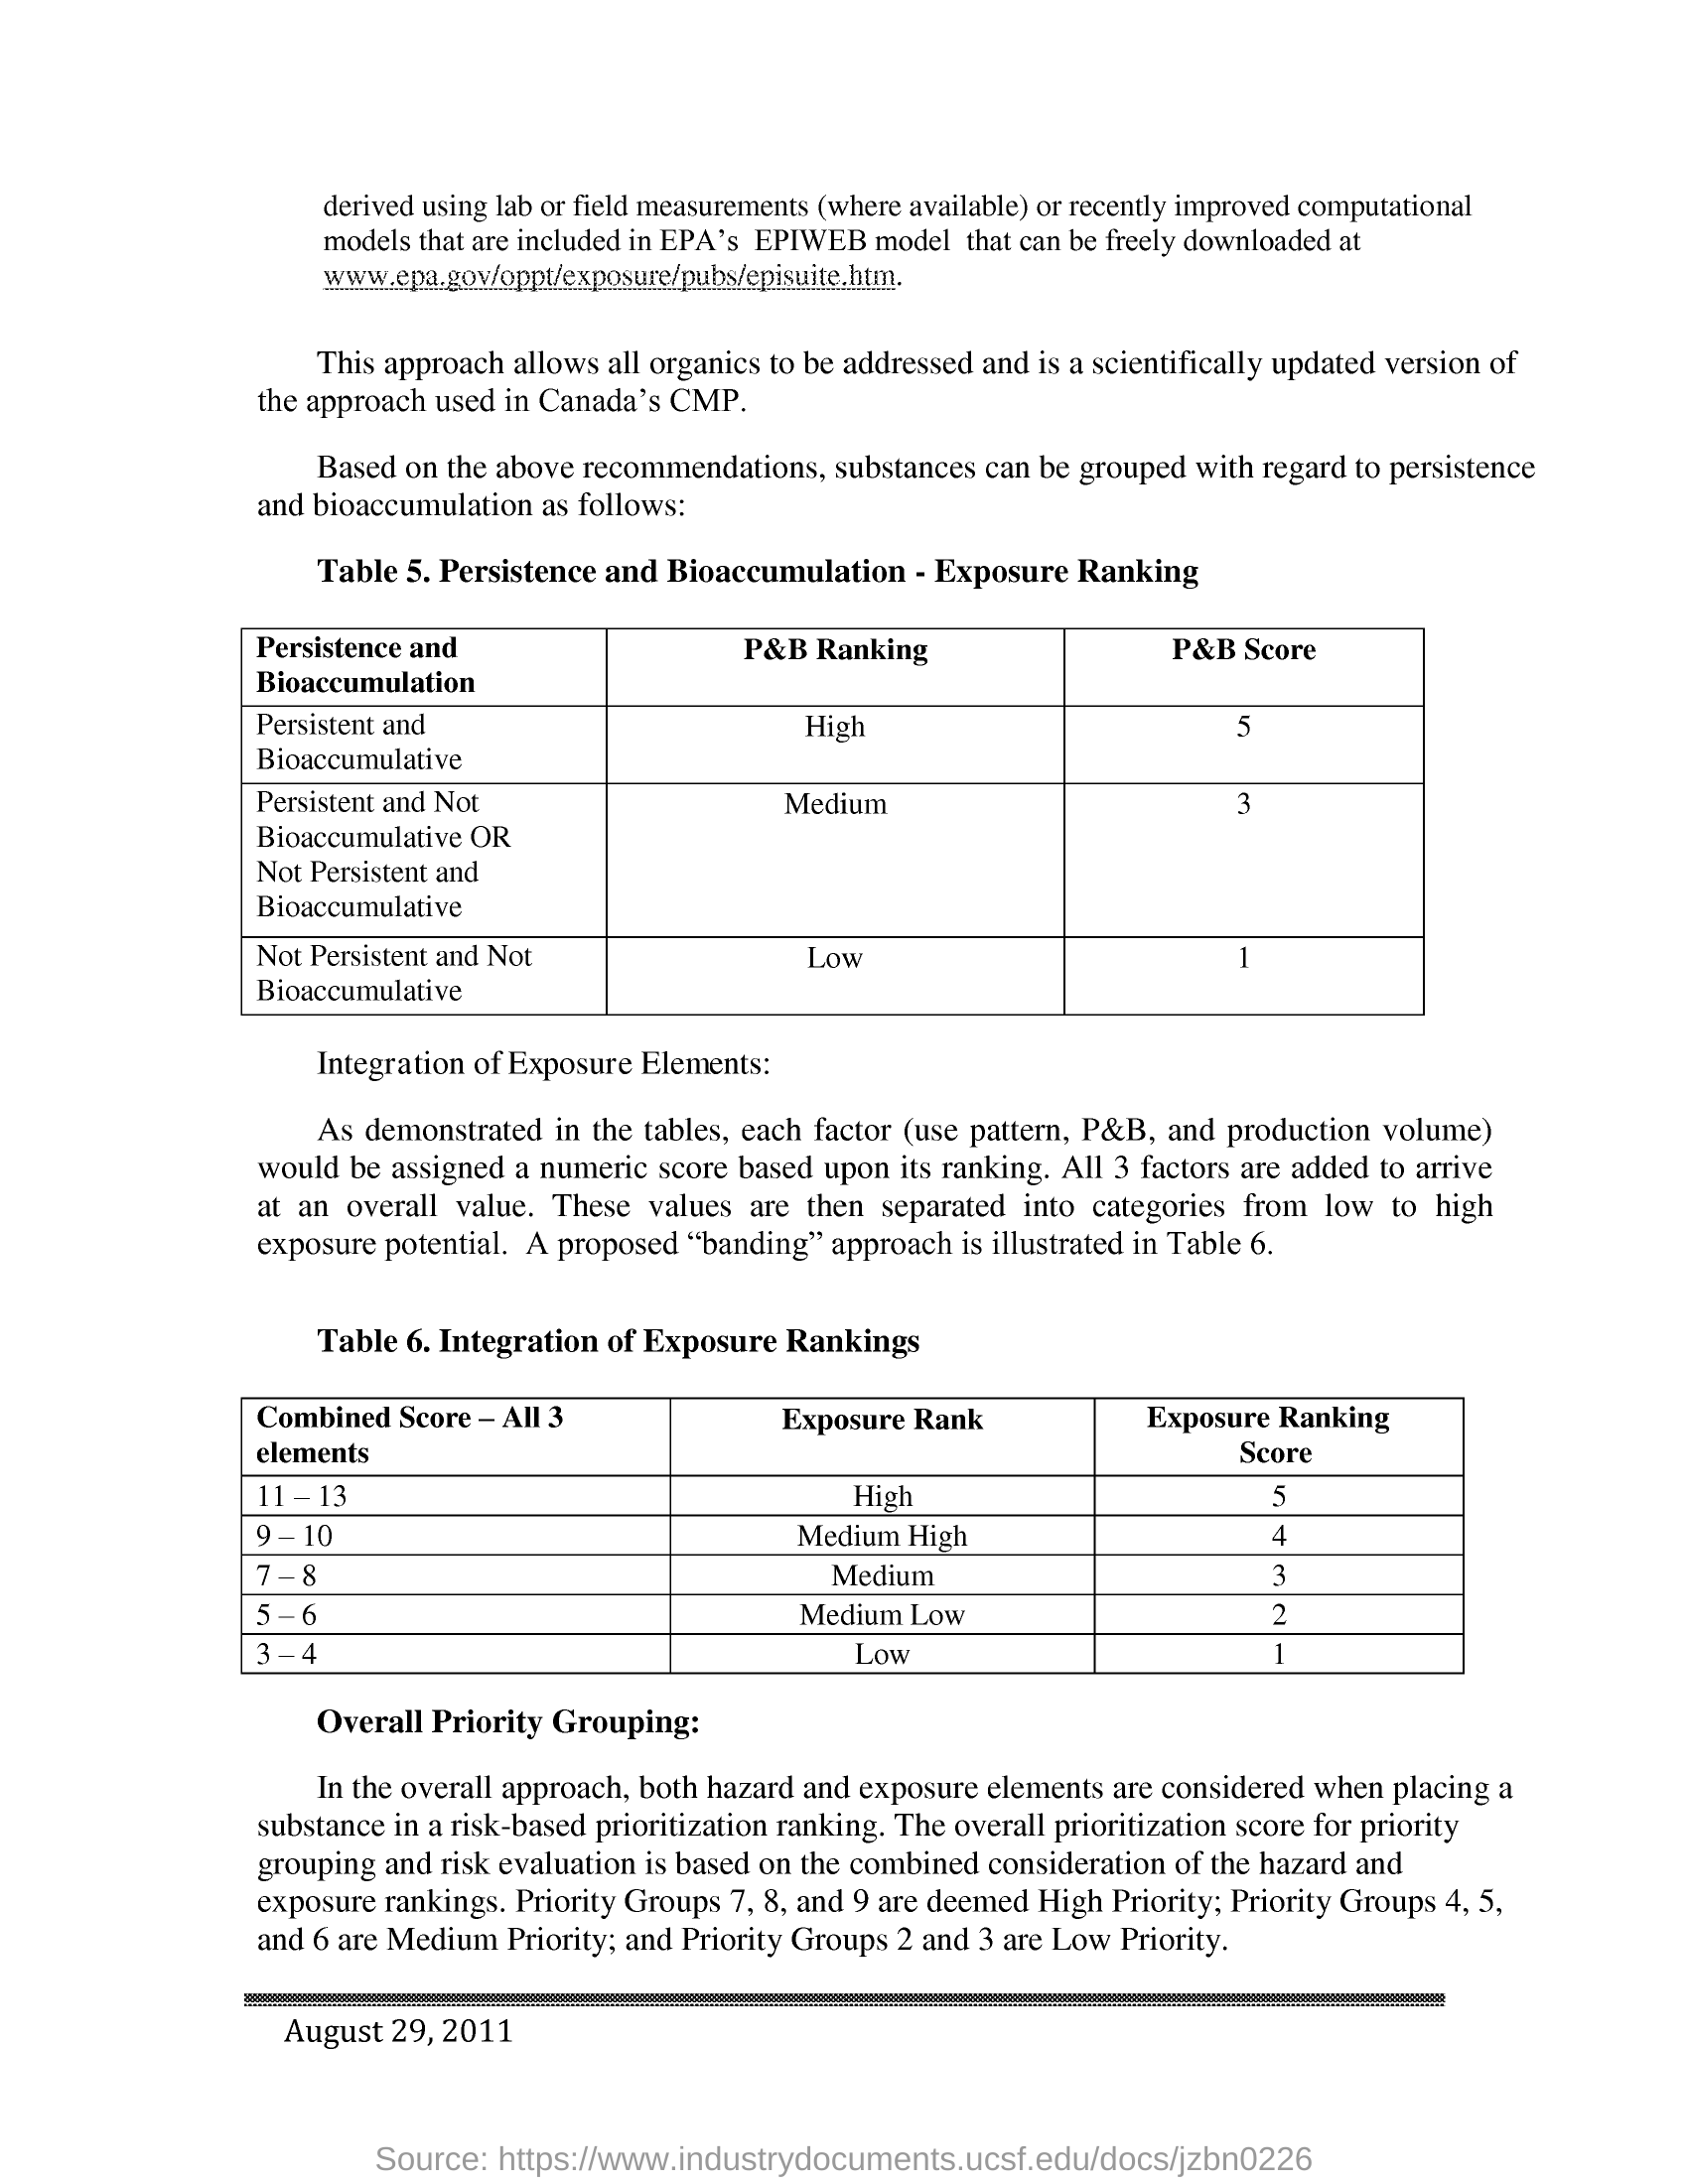 derived using lab or field measurements (where available) or recently improved computational
models that are included in EPA's EPIWEB model that can be freely downloaded at
www.epa.gov/oppt/exposure/pubs/episuite.htm.
This approach allows all organics to be addressed and is a scientifically updated version of
the approach used in Canada's CMP.
Based on the above recommendations, substances can be grouped with regard to persistence
and bioaccumulation as follows:
Table 5. Persistence and Bioaccumulation - Exposure Ranking
Persistence and
Bioaccumulation
P&B Ranking
P&B Score
Persistent and
Bioaccumulative
High
5
Persistent and Not
Bioaccumulative OR
Not Persistent and
Bioaccumulative
Medium
3
Not Persistent and Not
Bioaccumulative
Low
1
Integration of Exposure Elements:
As demonstrated in the tables, each factor (use pattern, P&B, and production volume)
would be assigned a numeric score based upon its ranking. All 3 factors are added to arrive
at an overall value. These values are then separated into categories from low to high
exposure potential. A proposed “banding” approach is illustrated in Table 6.
Table 6. Integration of Exposure Rankings
Combined Score – All 3
elements
Exposure Rank
Exposure Ranking
Score
11 – 13 High 5
9 – 10 Medium High 4
7 – 8 Medium 3
5 – 6 Medium Low 2
3 – 4 Low 1
Overall Priority Grouping:
In the overall approach, both hazard and exposure elements are considered when placing a
substance in a risk-based prioritization ranking. The overall prioritization score for priority
grouping and risk evaluation is based on the combined consideration of the hazard and
exposure rankings. Priority Groups 7, 8, and 9 are deemed High Priority; Priority Groups 4, 5,
and 6 are Medium Priority; and Priority Groups 2 and 3 are Low Priority.
August 29, 2011
Source: https://www.industrydocuments.ucsf.edu/docs/jzbn0226